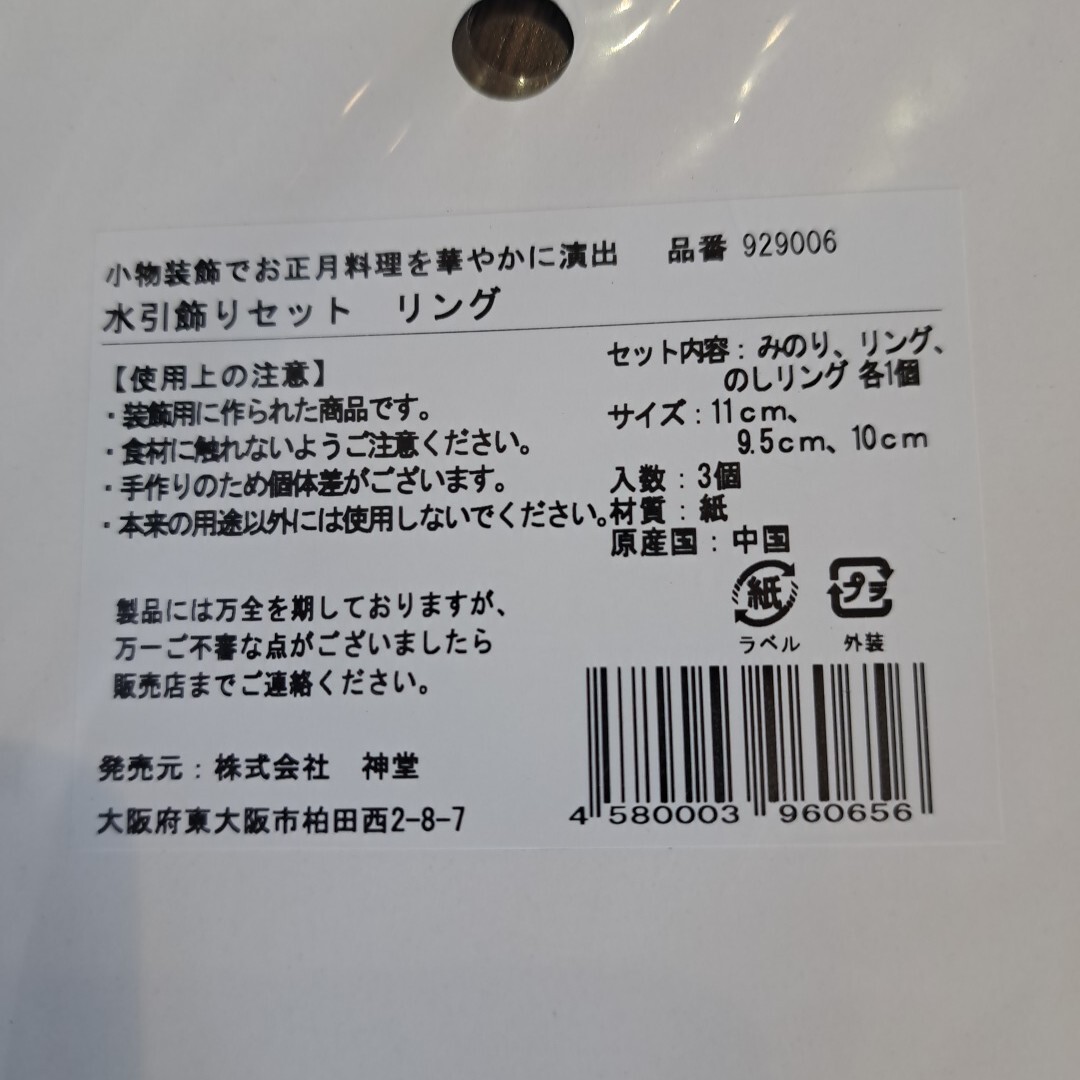 小物装飾でお正月料理を華やかに演出 品番 929006
水引飾りセット リング
【使用上の注意】
・装飾用に作られた商品です。
・食材に触れないようご注意ください。
・手作りのため個体差がございます。
・本来の用途以外には使用しないでください。
セット内容：みのり、リング、
のしリング 各1個
サイズ：11cm、
9.5cm、10cm
入数：3個
材質：紙
原産国：中国
紙
ラベル
プラ
外装
製品には万全を期しておりますが、
万一ご不審な点がございましたら
販売店までご連絡ください。
発売元：株式会社 神堂
大阪府東大阪市柏田西2-8-7
4 580003 960656